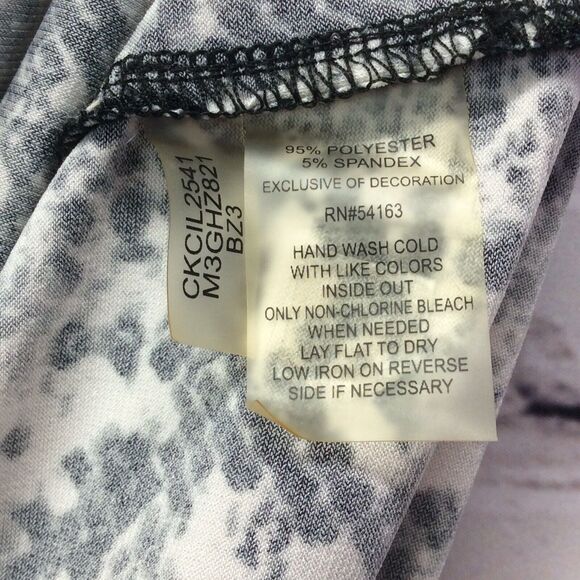 CKCIL2541
M3GHZ821
BZ3
95% POLYESTER
5% SPANDEX
EXCLUSIVE OF DECORATION
RN#54163
HAND WASH COLD
WITH LIKE COLORS
INSIDE OUT
ONLY NON-CHLORINE BLEACH
WHEN NEEDED
LAY FLAT TO DRY
LOW IRON ON REVERSE
SIDE IF NECESSARY